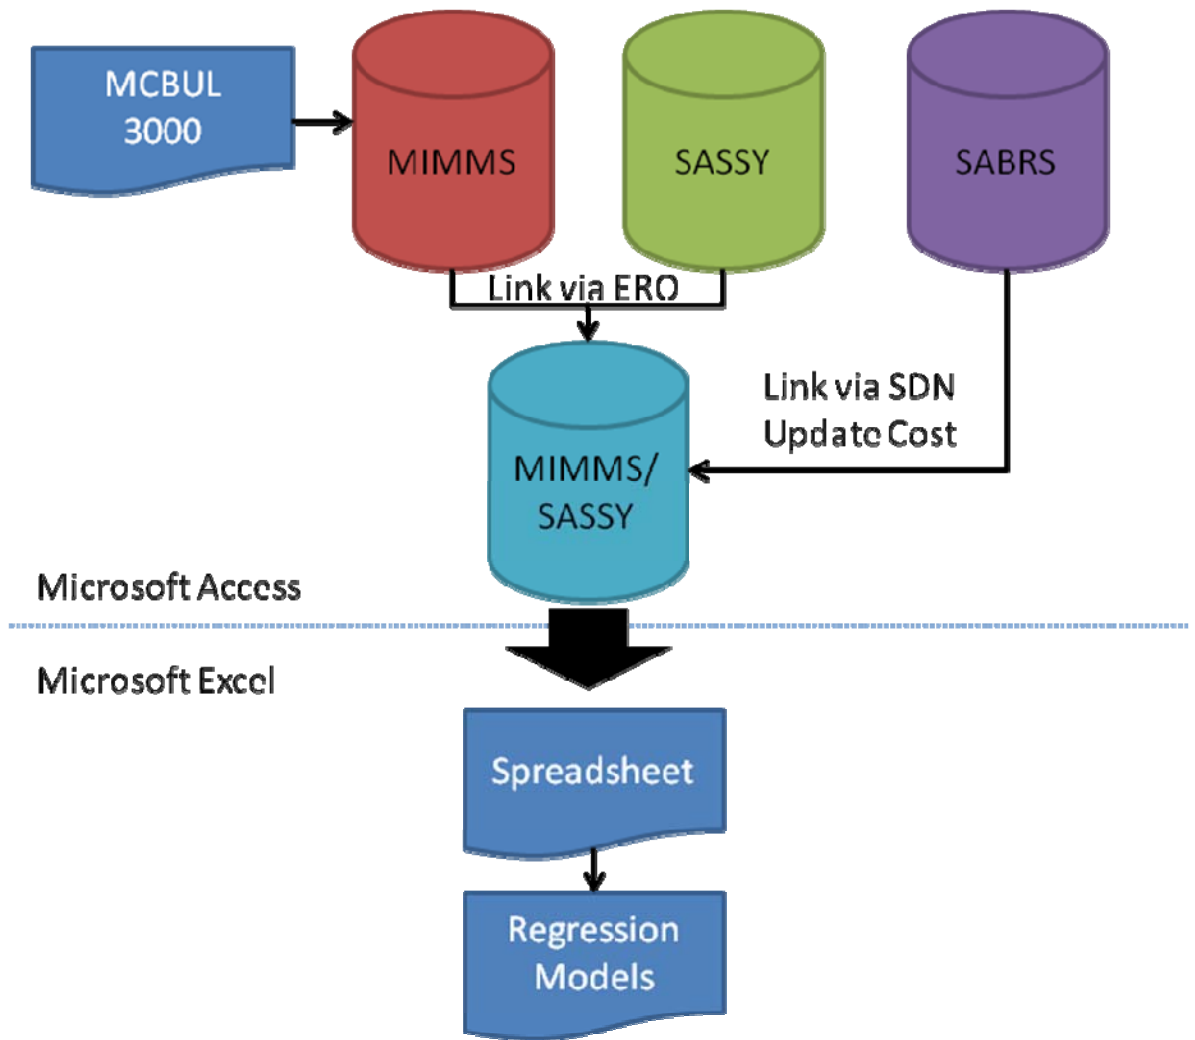 MCBUL
3000
MIMMS
SASSY
SABRS
Link via ERO
Link via SDN
Update Cost
MIMMS/
SASSY
Microsoft Access
Microsoft Excel
Spreadsheet
Regression
Models